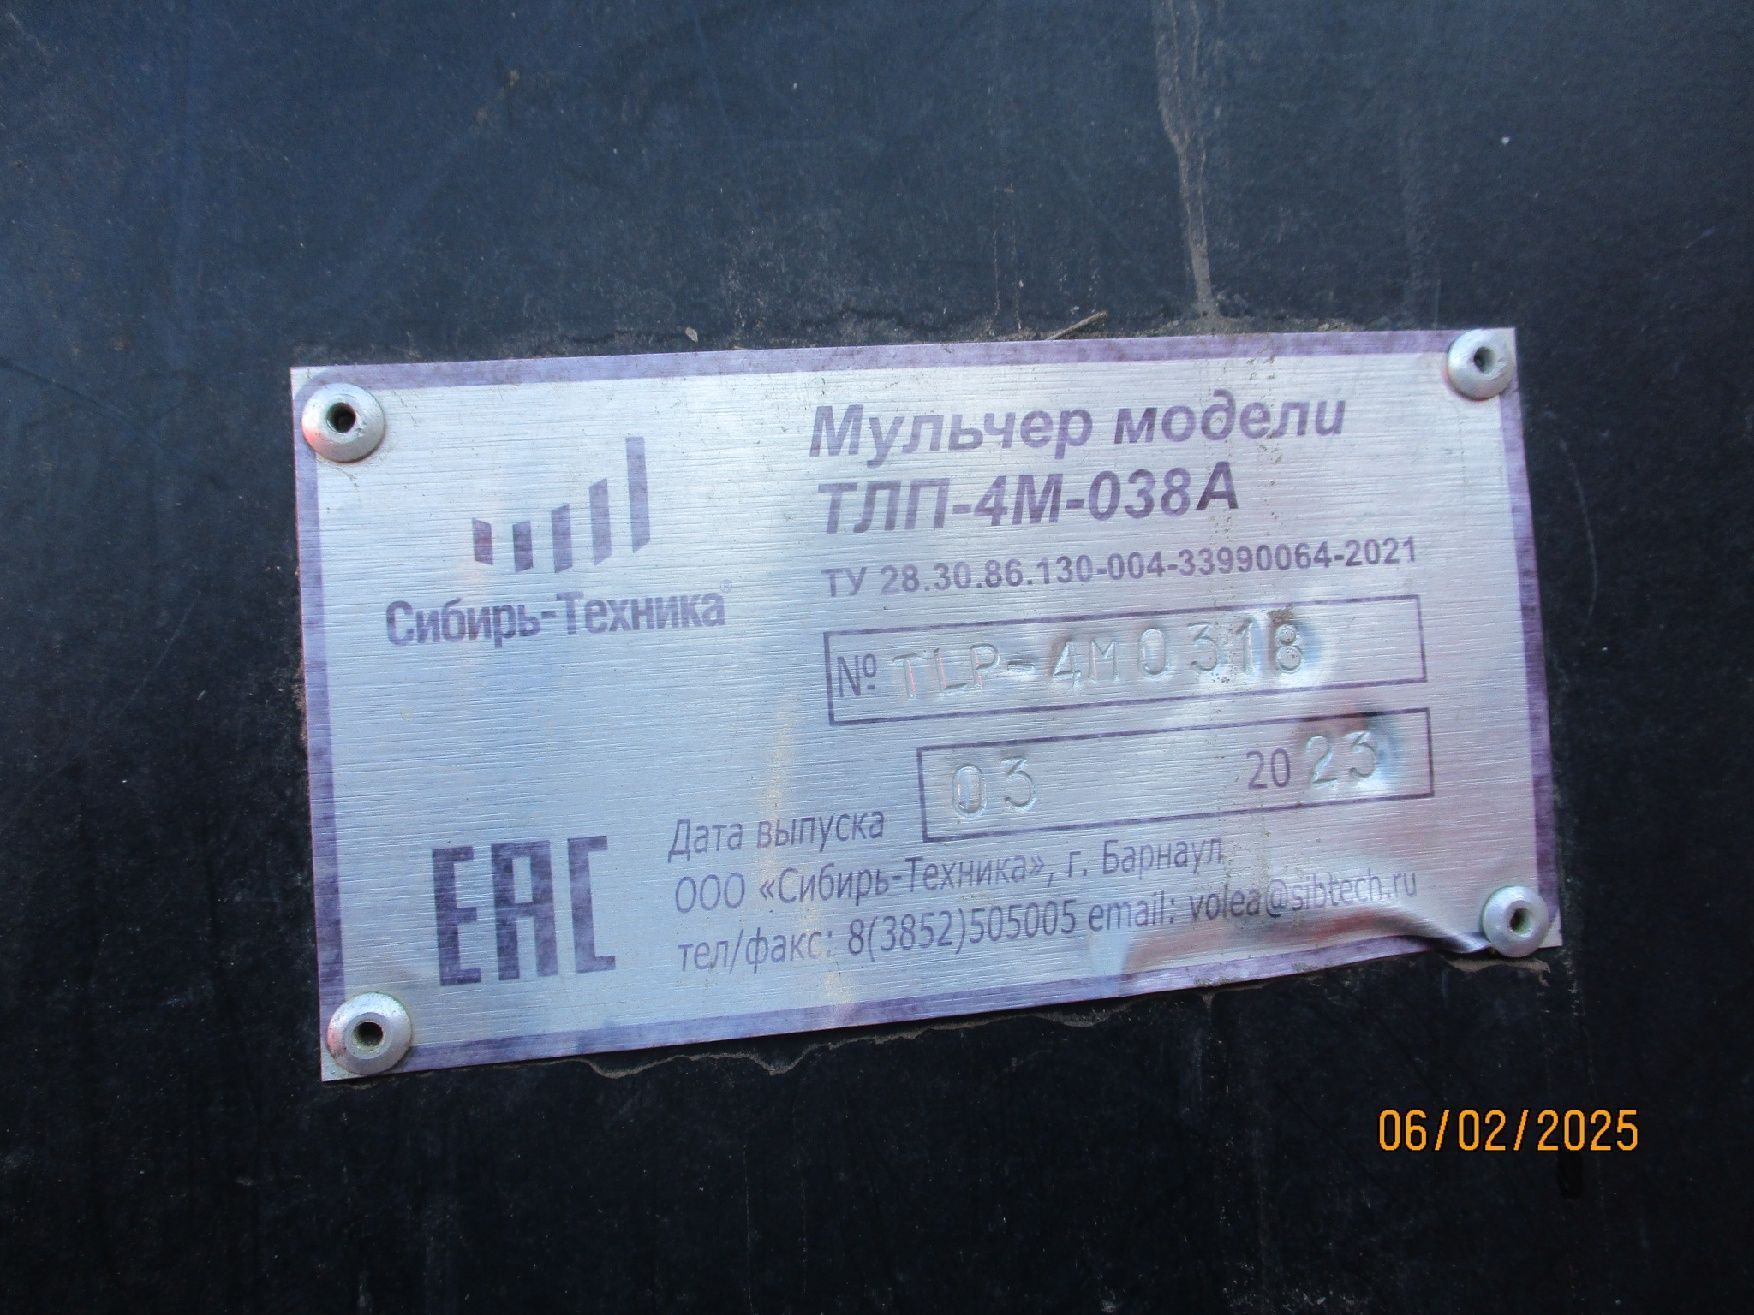 Сибирь-Техника®
Мульчер модели
ТЛП-4М-038А
ТУ 28.30.86.130-004-33990064-2021
№ TLP-4M0318
Дата выпуска 03 2023
ООО «Сибирь-Техника», г. Барнаул
тел/факс: 8(3852)505005 email: volea@sibtech.ru
EAC
06/02/2025